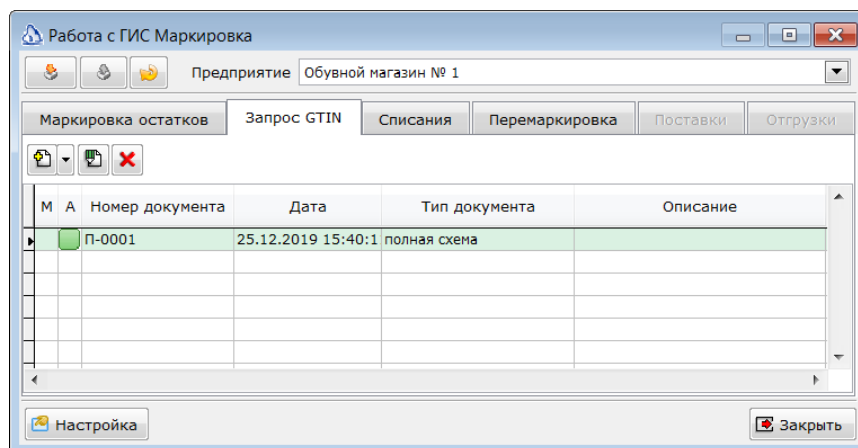 Работа с ГИС Маркировка
Предприятие Обувной магазин № 1
Маркировка остатков Запрос GTIN Списания Перемаркировка Поставки Отгрузки
М А Номер документа Дата Тип документа Описание
П-0001 25.12.2019 15:40:1 полная схема
Настройка Закрыть